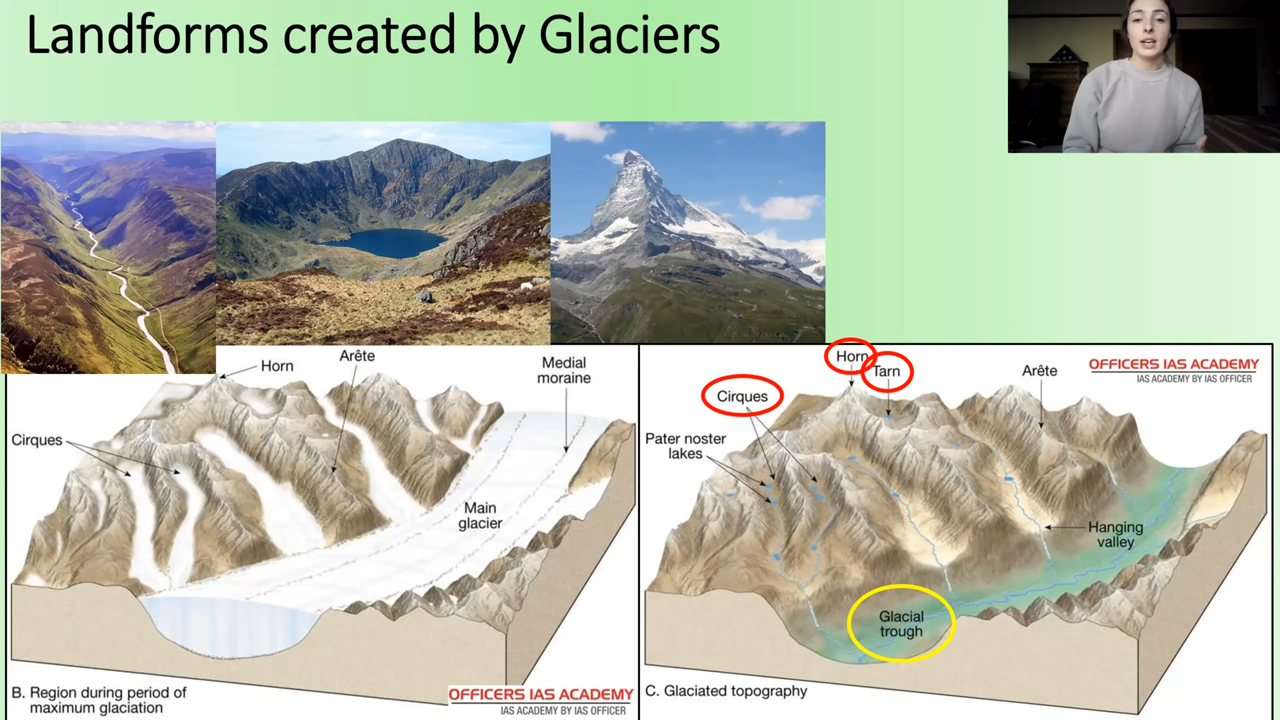 Landforms created by Glaciers
Horn
Arête
Medial
moraine
Cirques
Main
glacier
B. Region during period of
maximum glaciation
OFFICERS IAS ACADEMY
IAS ACADEMY BY IAS OFFICER
Horn
Tarn
Cirques
Arête
OFFICERS IAS ACADEMY
IAS ACADEMY BY IAS OFFICER
Pater noster
lakes
Hanging
valley
Glacial
trough
C. Glaciated topography